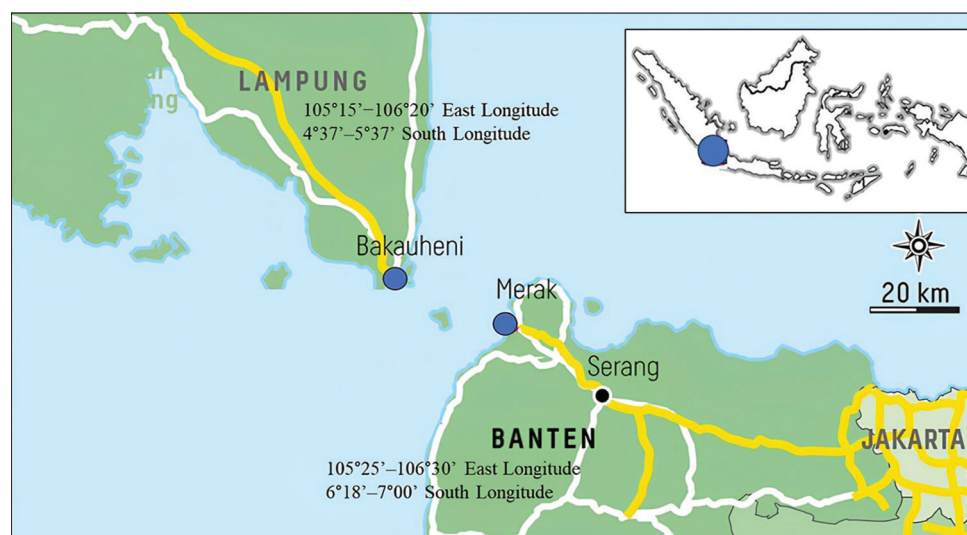 LAMPUNG
105°15’–106°20’ East Longitude
4°37’–5°37’ South Longitude
Bakauheni
Merak
20 km
Serang
BANTEN
JAKARTA
105°25’–106°30’ East Longitude
6°18’–7°00’ South Longitude